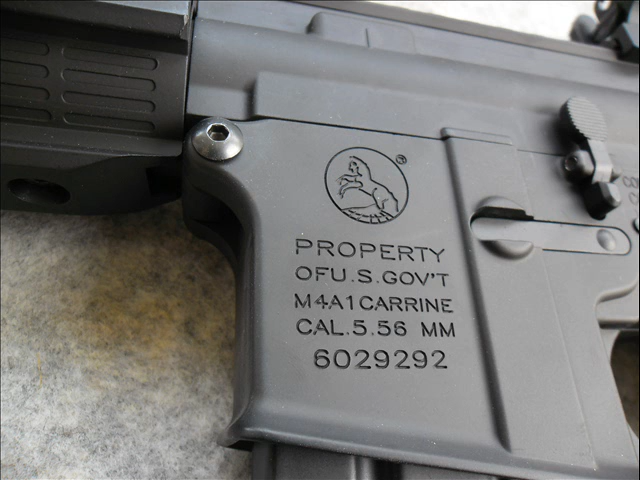 ®
PROPERTY
OFU.S.GOV'T
M4A1CARRINE
CAL.5.56 MM
6029292